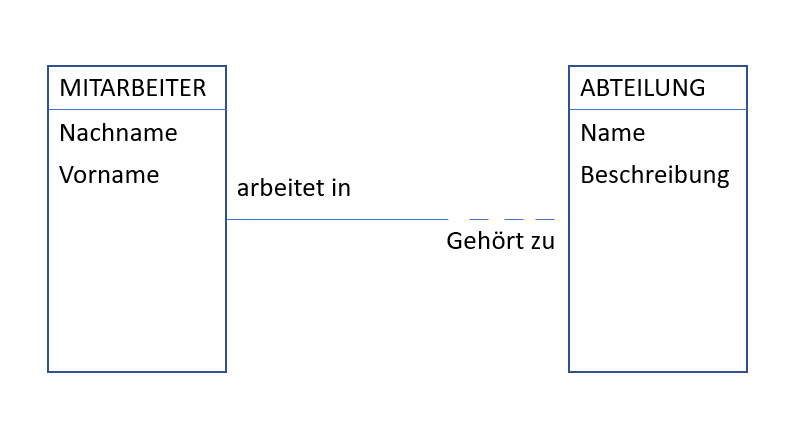 MITARBEITER
Nachname
Vorname
arbeitet in
Gehört zu
ABTEILUNG
Name
Beschreibung